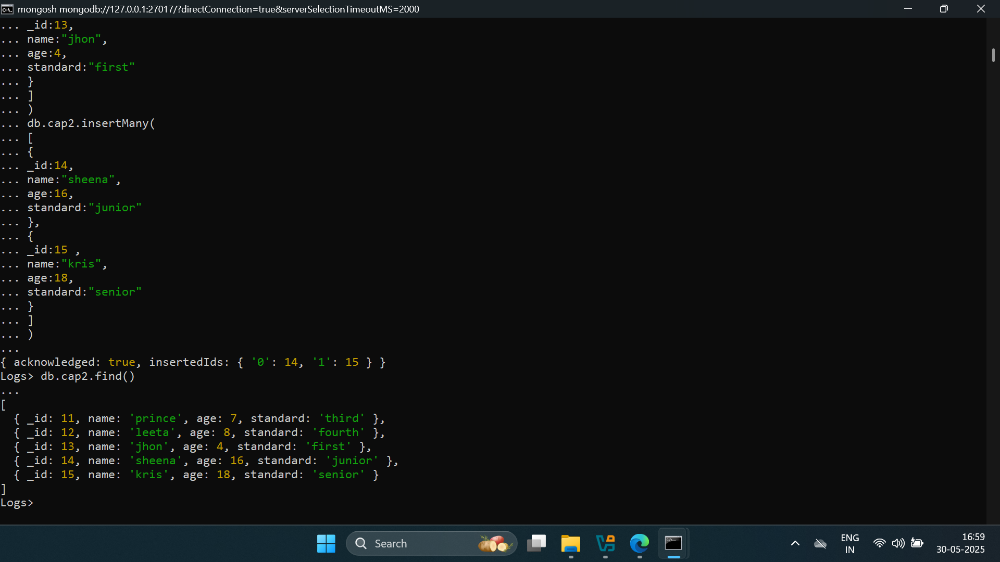 mongosh mongodb://127.0.0.1:27017/?directConnection=true&serverSelectionTimeoutMS=2000
... _id:13,
... name:"jhon",
... age:4,
... standard:"first"
... }
... ]
... )
... db.cap2.insertMany(
... [
... {
... _id:14,
... name:"sheena",
... age:16,
... standard:"junior"
... },
... {
... _id:15 ,
... name:"kris",
... age:18,
... standard:"senior"
... }
... ]
... )
...
{ acknowledged: true, insertedIds: { '0': 14, '1': 15 } }
Logs> db.cap2.find()
...
[
  { _id: 11, name: 'prince', age: 7, standard: 'third' },
  { _id: 12, name: 'leeta', age: 8, standard: 'fourth' },
  { _id: 13, name: 'jhon', age: 4, standard: 'first' },
  { _id: 14, name: 'sheena', age: 16, standard: 'junior' },
  { _id: 15, name: 'kris', age: 18, standard: 'senior' }
]
Logs>
Search
ENG
IN
16:59
30-05-2025